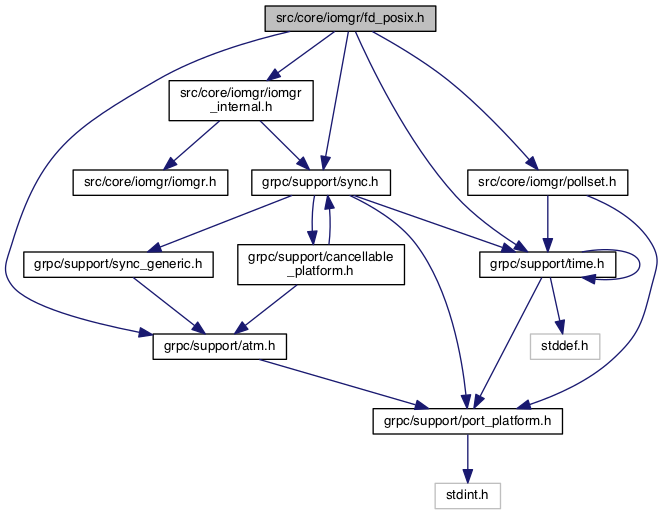 src/core/iomgr/fd_posix.h
src/core/iomgr/iomgr
_internal.h
src/core/iomgr/iomgr.h
grpc/support/sync.h
src/core/iomgr/pollset.h
grpc/support/sync_generic.h
grpc/support/cancellable
_platform.h
grpc/support/time.h
grpc/support/atm.h
stddef.h
grpc/support/port_platform.h
stdint.h